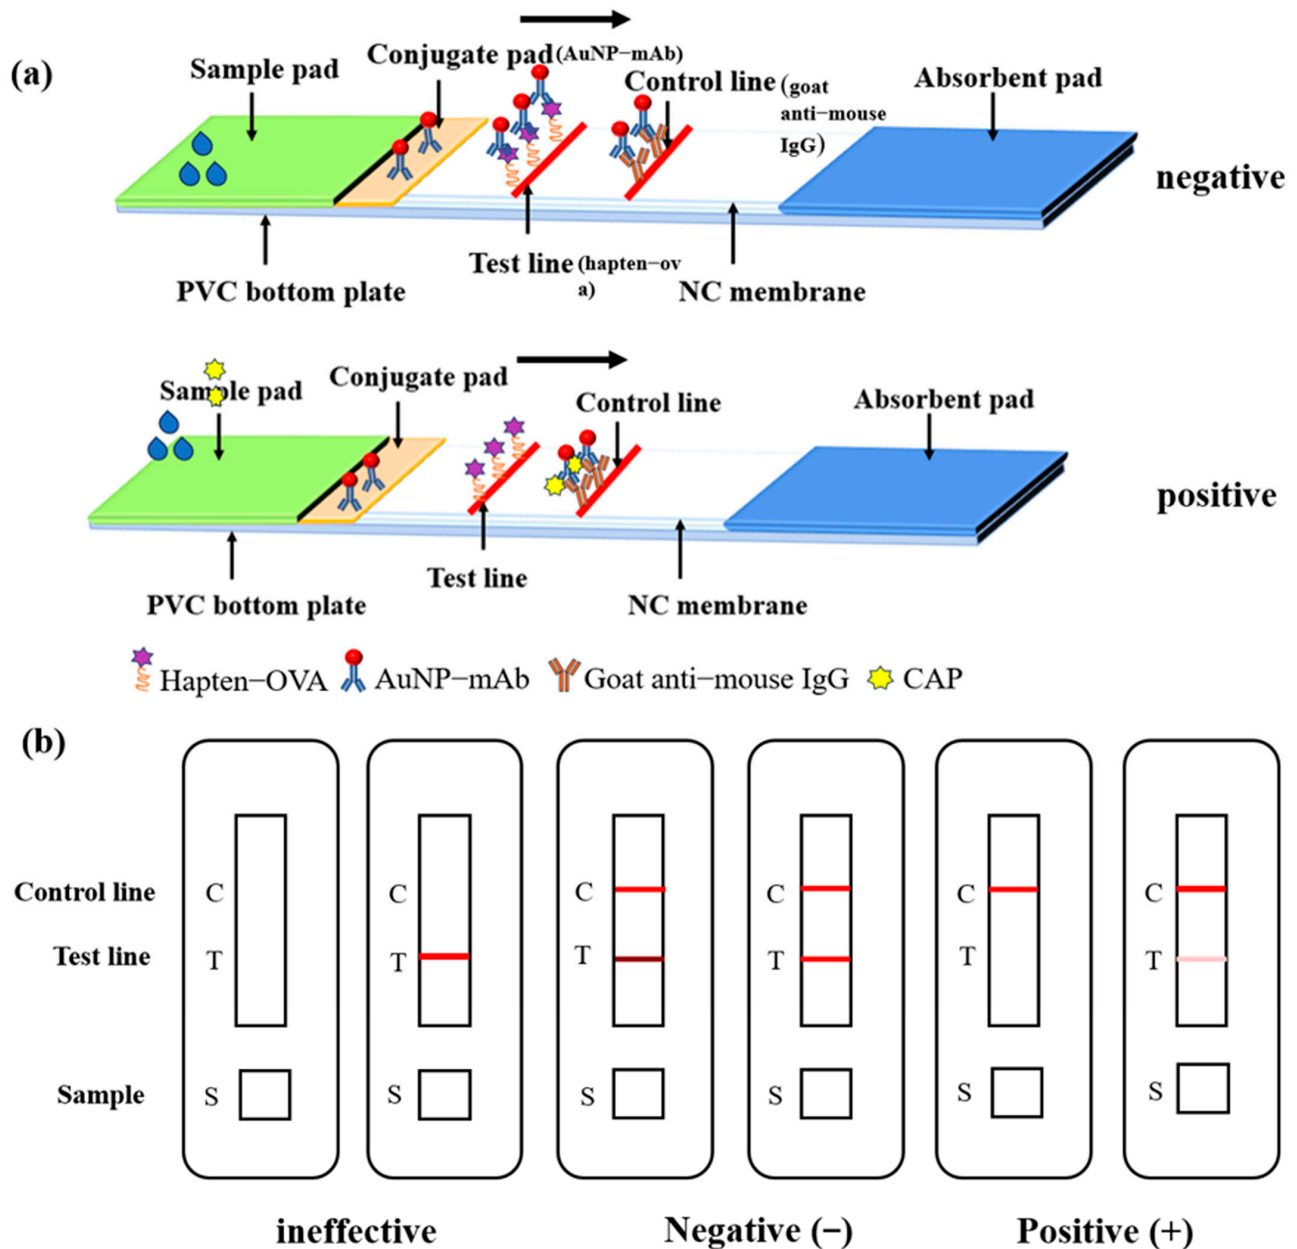 (a)
Sample pad
Conjugate pad (AuNP−mAb)
Control line (goat
anti−mouse
IgG)
Absorbent pad
negative
Test line (hapten−ov
a)
PVC bottom plate
NC membrane
Sample pad
Conjugate pad
Control line
Absorbent pad
positive
Test line
PVC bottom plate
NC membrane
Hapten−OVA
AuNP−mAb
Goat anti−mouse IgG
CAP
(b)
Control line C C C C C C
Test line T T T T T T
Sample S S S S S S
ineffective
Negative (−)
Positive (+)